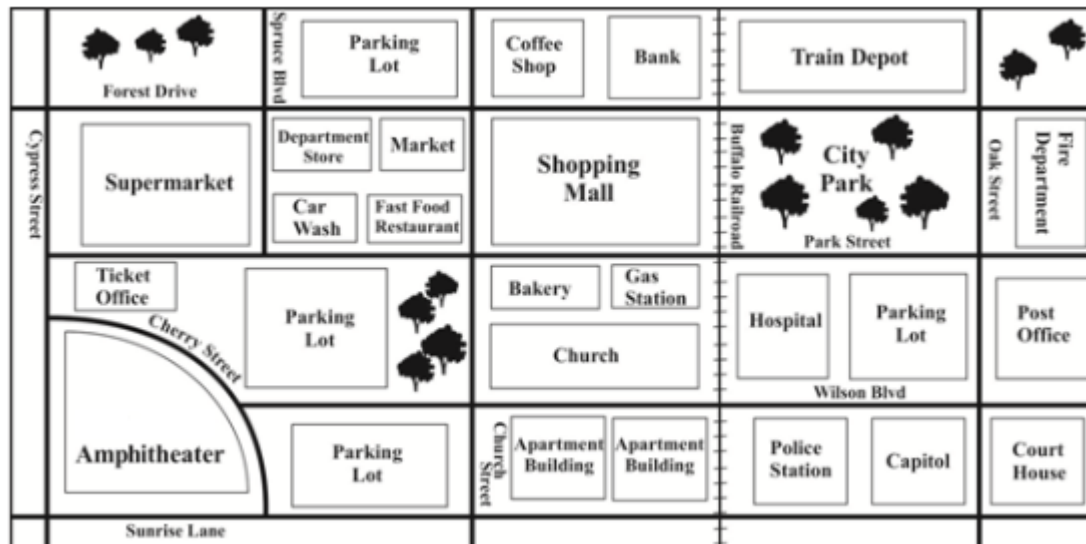 Forest Drive
Spruce Blvd
Parking
Lot
Coffee
Shop
Bank
Train Depot
Cypress Street
Supermarket
Department
Store
Market
Car
Wash
Fast Food
Restaurant
Shopping
Mall
Buffalo Railroad
City
Park
Park Street
Oak Street
Fire
Department
Ticket
Office
Cherry Street
Parking
Lot
Bakery
Gas
Station
Church
Hospital
Parking
Lot
Wilson Blvd
Post
Office
Amphitheater
Parking
Lot
Church
Street
Apartment
Building
Apartment
Building
Police
Station
Capitol
Court
House
Sunrise Lane